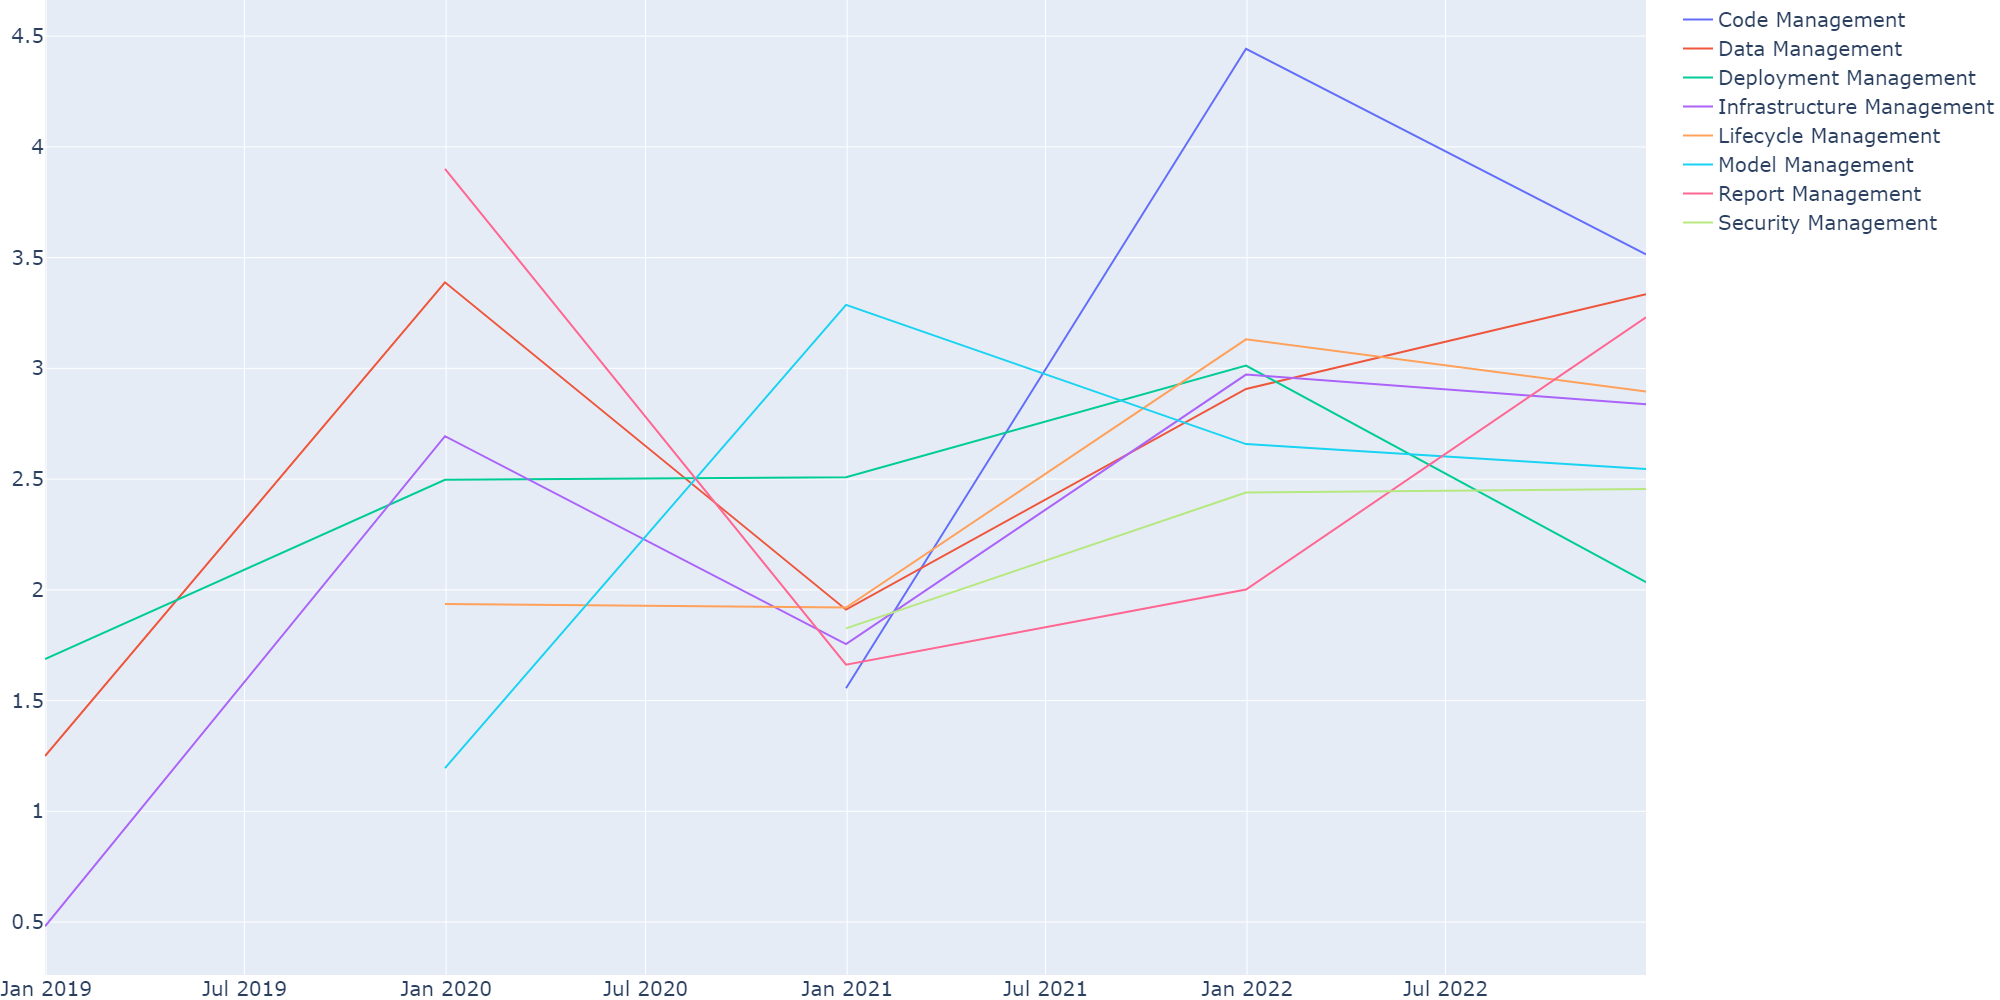 4.5
4
3.5
3
2.5
2
1.5
1
0.5
Jan 2019 Jul 2019 Jan 2020 Jul 2020 Jan 2021 Jul 2021 Jan 2022 Jul 2022
Code Management
Data Management
Deployment Management
Infrastructure Management
Lifecycle Management
Model Management
Report Management
Security Management